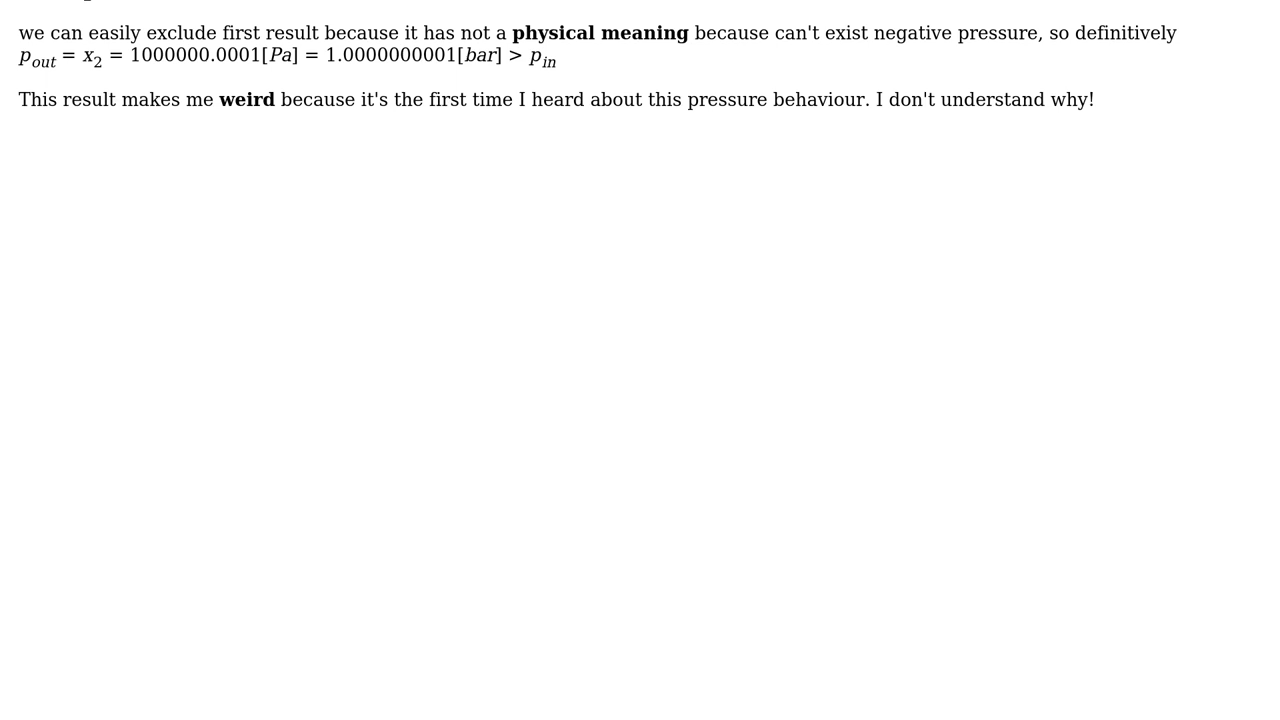 we can easily exclude first result because it has not a physical meaning because can't exist negative pressure, so definitively
p_out = x_2 = 1000000.0001[Pa] = 1.0000000001[bar] > p_in
This result makes me weird because it's the first time I heard about this pressure behaviour. I don't understand why!